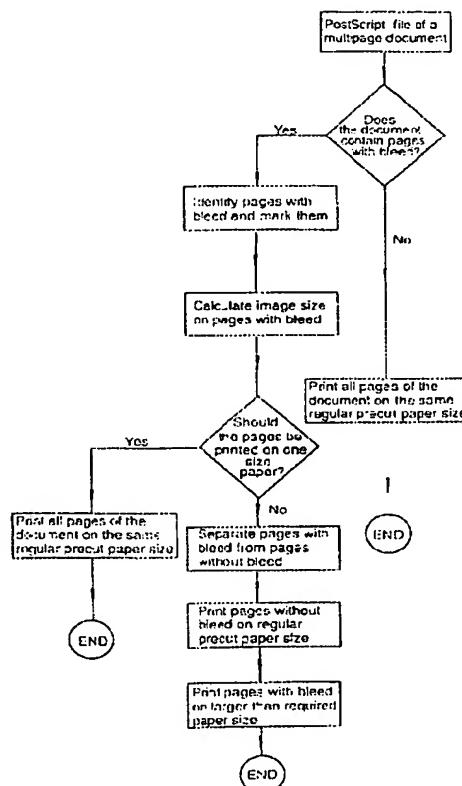 PostScript file of a
multipage document
Does
the document
contain pages
with bleed?
Yes
No
Identify pages with
bleed and mark them
Calculate image size
on pages with bleed
Print all pages of the
document on the same
regular precut paper size
Should
the pages be
printed on one
size
paper?
Yes
No
Print all pages of the
document on the same
regular precut paper size
Separate pages with
bleed from pages
without bleed
END
END
Print pages without
bleed on regular
precut paper size
Print pages with bleed
on larger than required
paper size
END